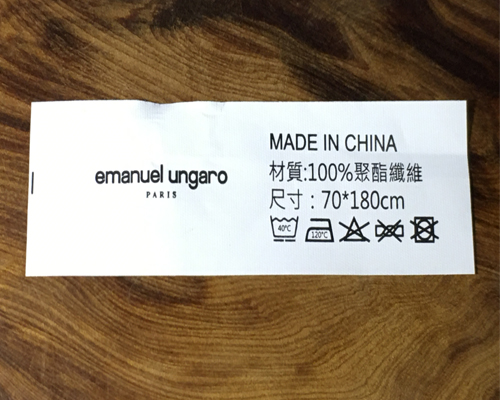 emanuel ungaro
PARIS
MADE IN CHINA
材質:100%聚酯纖維
尺寸：70*180cm
40℃ 120℃